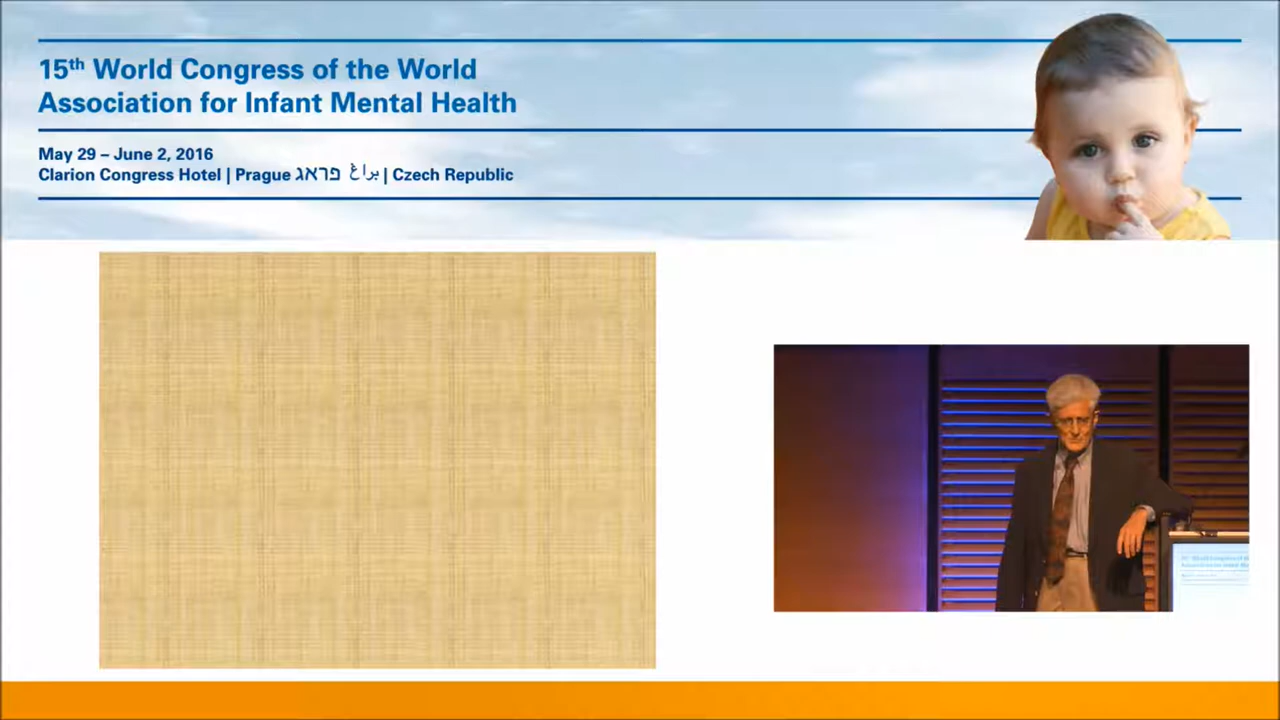 15th World Congress of the World
Association for Infant Mental Health
May 29 – June 2, 2016
Clarion Congress Hotel | Prague פראג براغ | Czech Republic